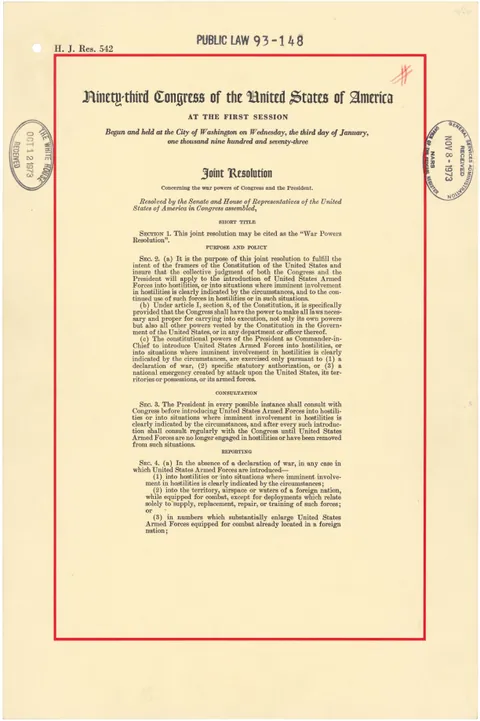 PUBLIC LAW 93-148
H. J. Res. 542
Ninety-third Congress of the United States of America
AT THE FIRST SESSION
Begun and held at the City of Washington on Wednesday, the third day of January,
one thousand nine hundred and seventy-three
THE WHITE HOUSE
OCT 12 1973
RECEIVED
GENERAL SERVICES ADMINISTRATION
RECEIVED
NOV 8 1973
NARS
Joint Resolution
Concerning the war powers of Congress and the President.
Resolved by the Senate and House of Representatives of the United
States of America in Congress assembled,
SHORT TITLE
SECTION 1. This joint resolution may be cited as the "War Powers
Resolution".
PURPOSE AND POLICY
SEC. 2. (a) It is the purpose of this joint resolution to fulfill the
intent of the framers of the Constitution of the United States and
insure that the collective judgment of both the Congress and the
President will apply to the introduction of United States Armed
Forces into hostilities, or into situations where imminent involvement
in hostilities is clearly indicated by the circumstances, and to the con-
tinued use of such forces in hostilities or in such situations.
(b) Under article I, section 8, of the Constitution, it is specifically
provided that the Congress shall have the power to make all laws neces-
sary and proper for carrying into execution, not only its own powers
but also all other powers vested by the Constitution in the Govern-
ment of the United States, or in any department or officer thereof.
(c) The constitutional powers of the President as Commander-in-
Chief to introduce United States Armed Forces into hostilities, or
into situations where imminent involvement in hostilities is clearly
indicated by the circumstances, are exercised only pursuant to (1) a
declaration of war, (2) specific statutory authorization, or (3) a
national emergency created by attack upon the United States, its ter-
ritories or possessions, or its armed forces.
CONSULTATION
SEC. 3. The President in every possible instance shall consult with
Congress before introducing United States Armed Forces into hostili-
ties or into situations where imminent involvement in hostilities is
clearly indicated by the circumstances, and after every such introduc-
tion shall consult regularly with the Congress until United States
Armed Forces are no longer engaged in hostilities or have been removed
from such situations.
REPORTING
SEC. 4. (a) In the absence of a declaration of war, in any case in
which United States Armed Forces are introduced—
(1) into hostilities or into situations where imminent involve-
ment in hostilities is clearly indicated by the circumstances;
(2) into the territory, airspace or waters of a foreign nation,
while equipped for combat, except for deployments which relate
solely to supply, replacement, repair, or training of such forces;
or
(3) in numbers which substantially enlarge United States
Armed Forces equipped for combat already located in a foreign
nation;